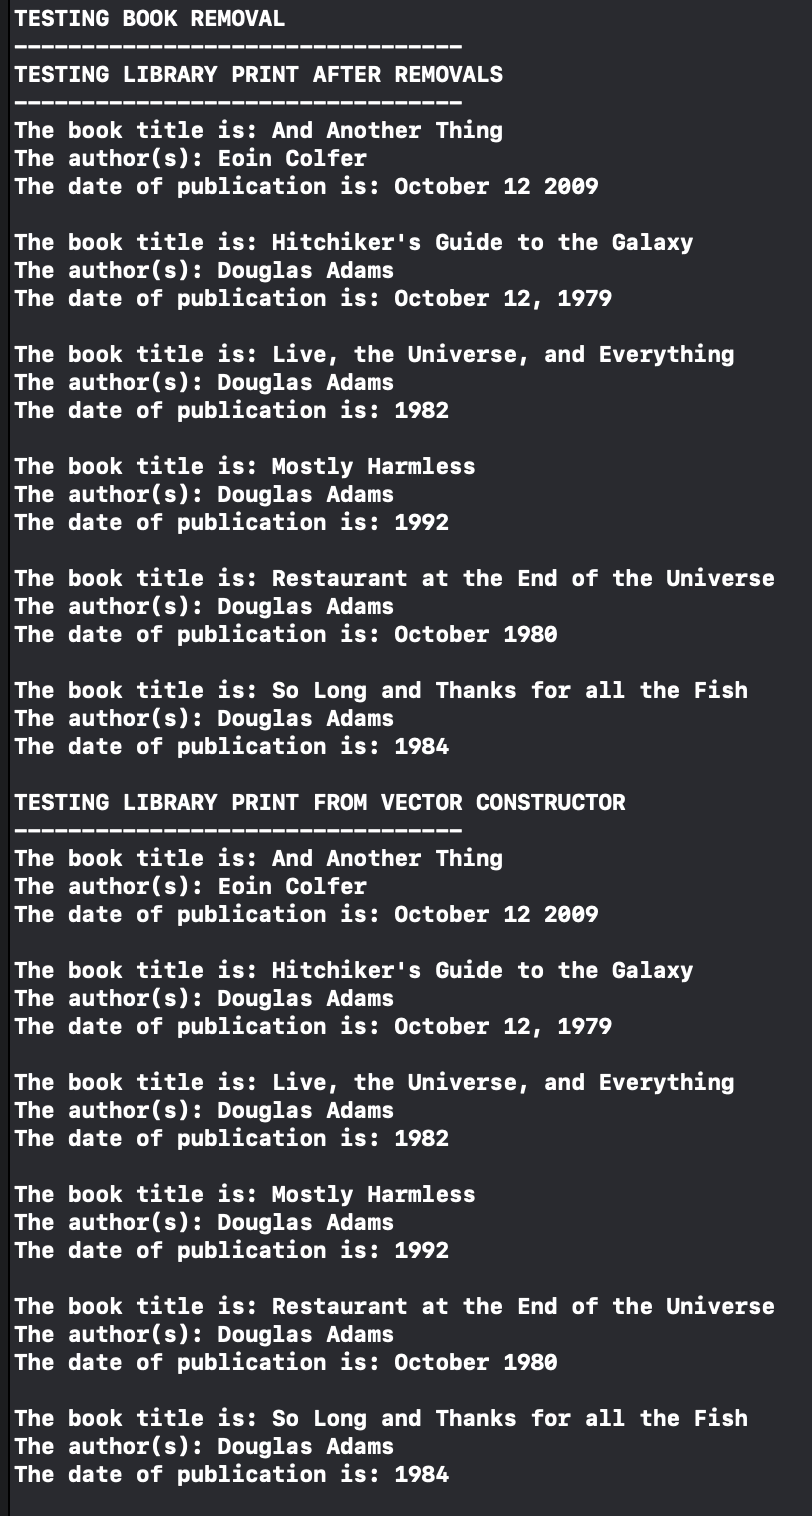 TESTING BOOK REMOVAL
---------------------------------
TESTING LIBRARY PRINT AFTER REMOVALS
---------------------------------
The book title is: And Another Thing
The author(s): Eoin Colfer
The date of publication is: October 12 2009
The book title is: Hitchiker's Guide to the Galaxy
The author(s): Douglas Adams
The date of publication is: October 12, 1979
The book title is: Live, the Universe, and Everything
The author(s): Douglas Adams
The date of publication is: 1982
The book title is: Mostly Harmless
The author(s): Douglas Adams
The date of publication is: 1992
The book title is: Restaurant at the End of the Universe
The author(s): Douglas Adams
The date of publication is: October 1980
The book title is: So Long and Thanks for all the Fish
The author(s): Douglas Adams
The date of publication is: 1984
TESTING LIBRARY PRINT FROM VECTOR CONSTRUCTOR
---------------------------------
The book title is: And Another Thing
The author(s): Eoin Colfer
The date of publication is: October 12 2009
The book title is: Hitchiker's Guide to the Galaxy
The author(s): Douglas Adams
The date of publication is: October 12, 1979
The book title is: Live, the Universe, and Everything
The author(s): Douglas Adams
The date of publication is: 1982
The book title is: Mostly Harmless
The author(s): Douglas Adams
The date of publication is: 1992
The book title is: Restaurant at the End of the Universe
The author(s): Douglas Adams
The date of publication is: October 1980
The book title is: So Long and Thanks for all the Fish
The author(s): Douglas Adams
The date of publication is: 1984